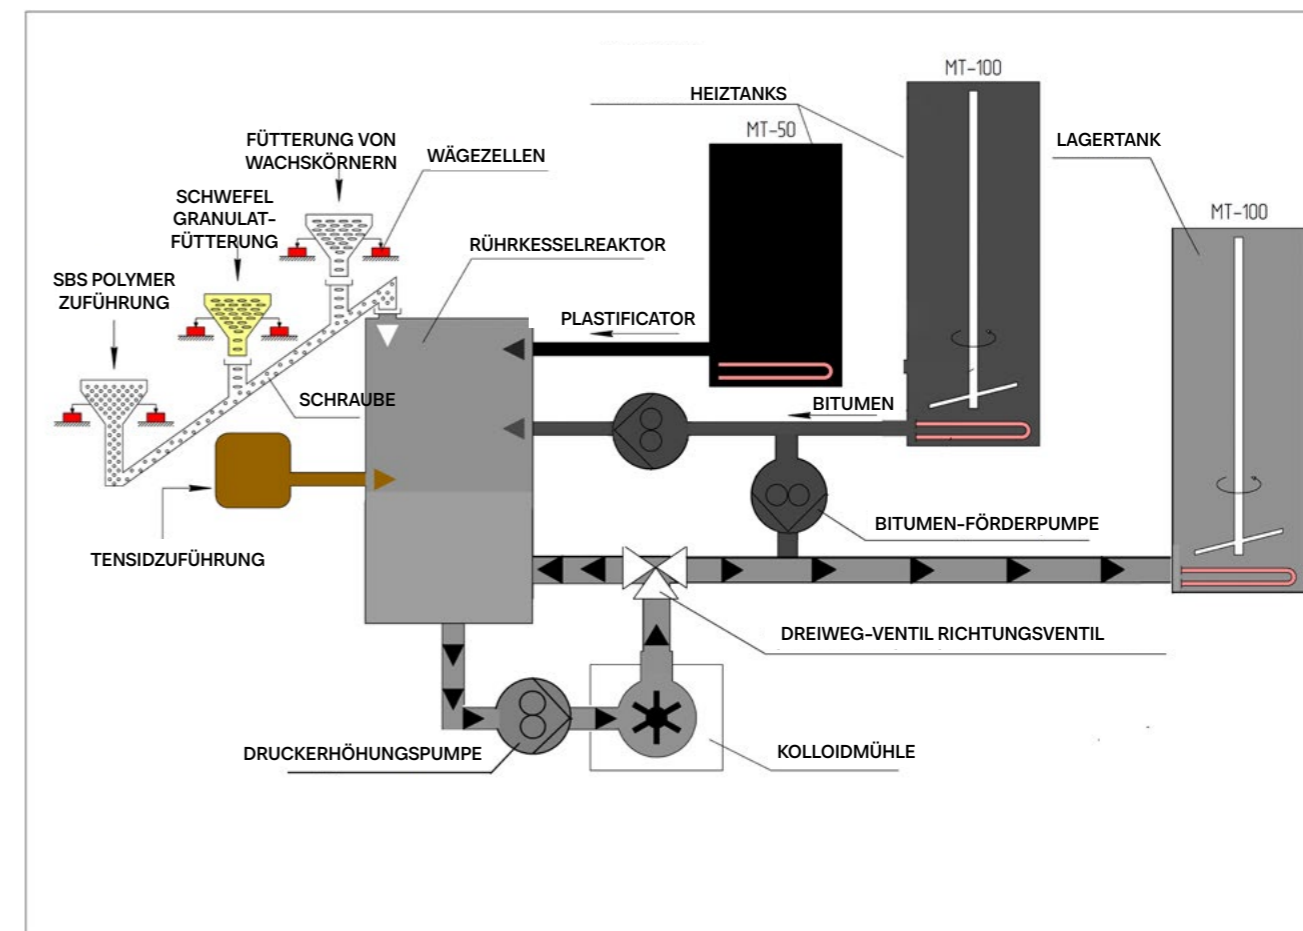 MT-100
HEIZTANKS
MT-50
FÜTTERUNG VON
WACHSKÖRNERN
WÄGEZELLEN
LAGERTANK
SCHWEFEL
GRANULAT-
FÜTTERUNG
MT-100
RÜHRKESSELREAKTOR
SBS POLYMER
ZUFÜHRUNG
PLASTIFICATOR
SCHRAUBE
BITUMEN
BITUMEN-FÖRDERPUMPE
TENSIDZUFÜHRUNG
DREIWEG-VENTIL RICHTUNGSVENTIL
DRUCKERHÖHUNGSPUMPE
KOLLOIDMÜHLE